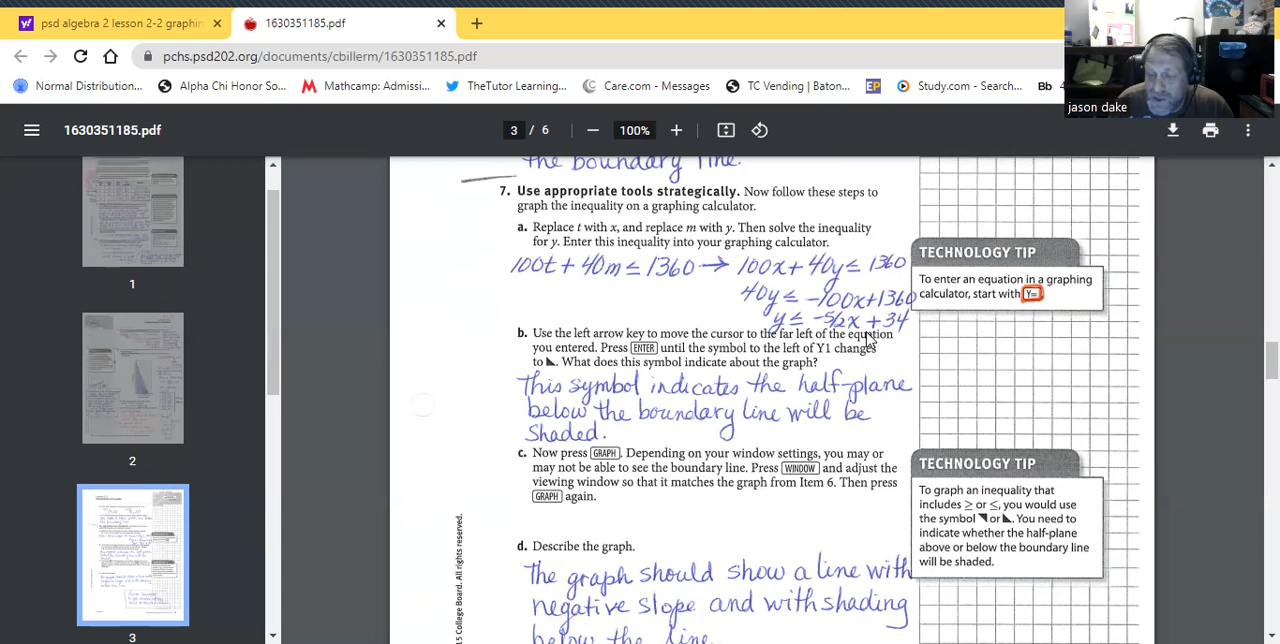 psd algebra 2 lesson 2-2 graphin
1630351185.pdf
pchs.psd202.org/documents/cbillerm/1630351185.pdf
Normal Distribution...
Alpha Chi Honor So...
Mathcamp: Admissi...
TheTutor Learning...
Care.com - Messages
TC Vending | Baton...
EP
Study.com - Search...
Bb
jason dake
1630351185.pdf
3 / 6
100%
1
2
3
the boundary line.
7. Use appropriate tools strategically. Now follow these steps to
graph the inequality on a graphing calculator.
a. Replace t with x, and replace m with y. Then solve the inequality
for y. Enter this inequality into your graphing calculator.
100t + 40m ≤ 1360 → 100x + 40y ≤ 1360
40y ≤ -100x + 1360
y ≤ -5/2x + 34
b. Use the left arrow key to move the cursor to the far left of the equation
you entered. Press ENTER until the symbol to the left of Y1 changes
to ◣. What does this symbol indicate about the graph?
This symbol indicates the half-plane
below the boundary line will be
shaded.
c. Now press GRAPH. Depending on your window settings, you may or
may not be able to see the boundary line. Press WINDOW and adjust the
viewing window so that it matches the graph from Item 6. Then press
GRAPH again.
d. Describe the graph.
The graph should show a line with
negative slope and with shading
below the line.
TECHNOLOGY TIP
To enter an equation in a graphing
calculator, start with Y= .
TECHNOLOGY TIP
To graph an inequality that
includes ≥ or ≤, you would use
the symbol ◥ or ◣. You need to
indicate whether the half-plane
above or below the boundary line
will be shaded.
15 College Board. All rights reserved.